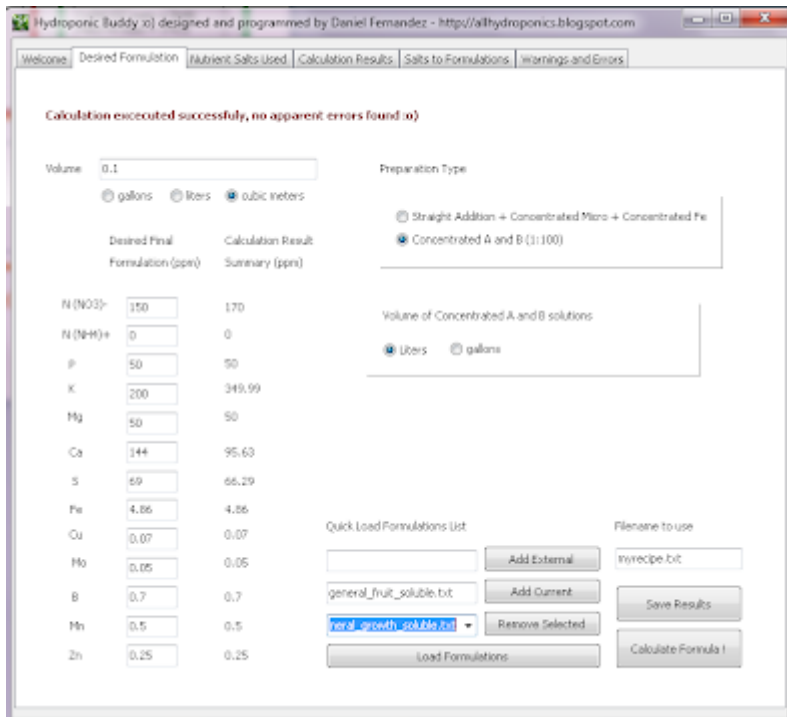 Hydroponic Buddy :o) designed and programmed by Daniel Fernandez - http://allhydroponics.blogspot.com
Welcome Desired Formulation Nutrient Salts Used Calculation Results Salts to Formulations Warnings and Errors
Calculation excecuted successfuly, no apparent errors found :o)
Volume 0.1
gallons liters cubic meters
Preparation Type
Straight Addition + Concentrated Micro + Concentrated Fe
Concentrated A and B (1:100)
Desired Final Calculation Result
Formulation (ppm) Summary (ppm)
Volume of Concentrated A and B solutions
Liters gallons
N (NO3)- 150 170
N (NH4)+ 0 0
P 50 50
K 200 349.99
Mg 50 50
Ca 144 95.63
S 69 66.29
Fe 4.86 4.86
Cu 0.07 0.07
Mo 0.05 0.05
B 0.7 0.7
Mn 0.5 0.5
Zn 0.25 0.25
Quick Load Formulations List
Add External
general_fruit_soluble.txt Add Current
neral_growth_soluble.txt Remove Selected
Load Formulations
Filename to use
myrecipe.txt
Save Results
Calculate Formula !